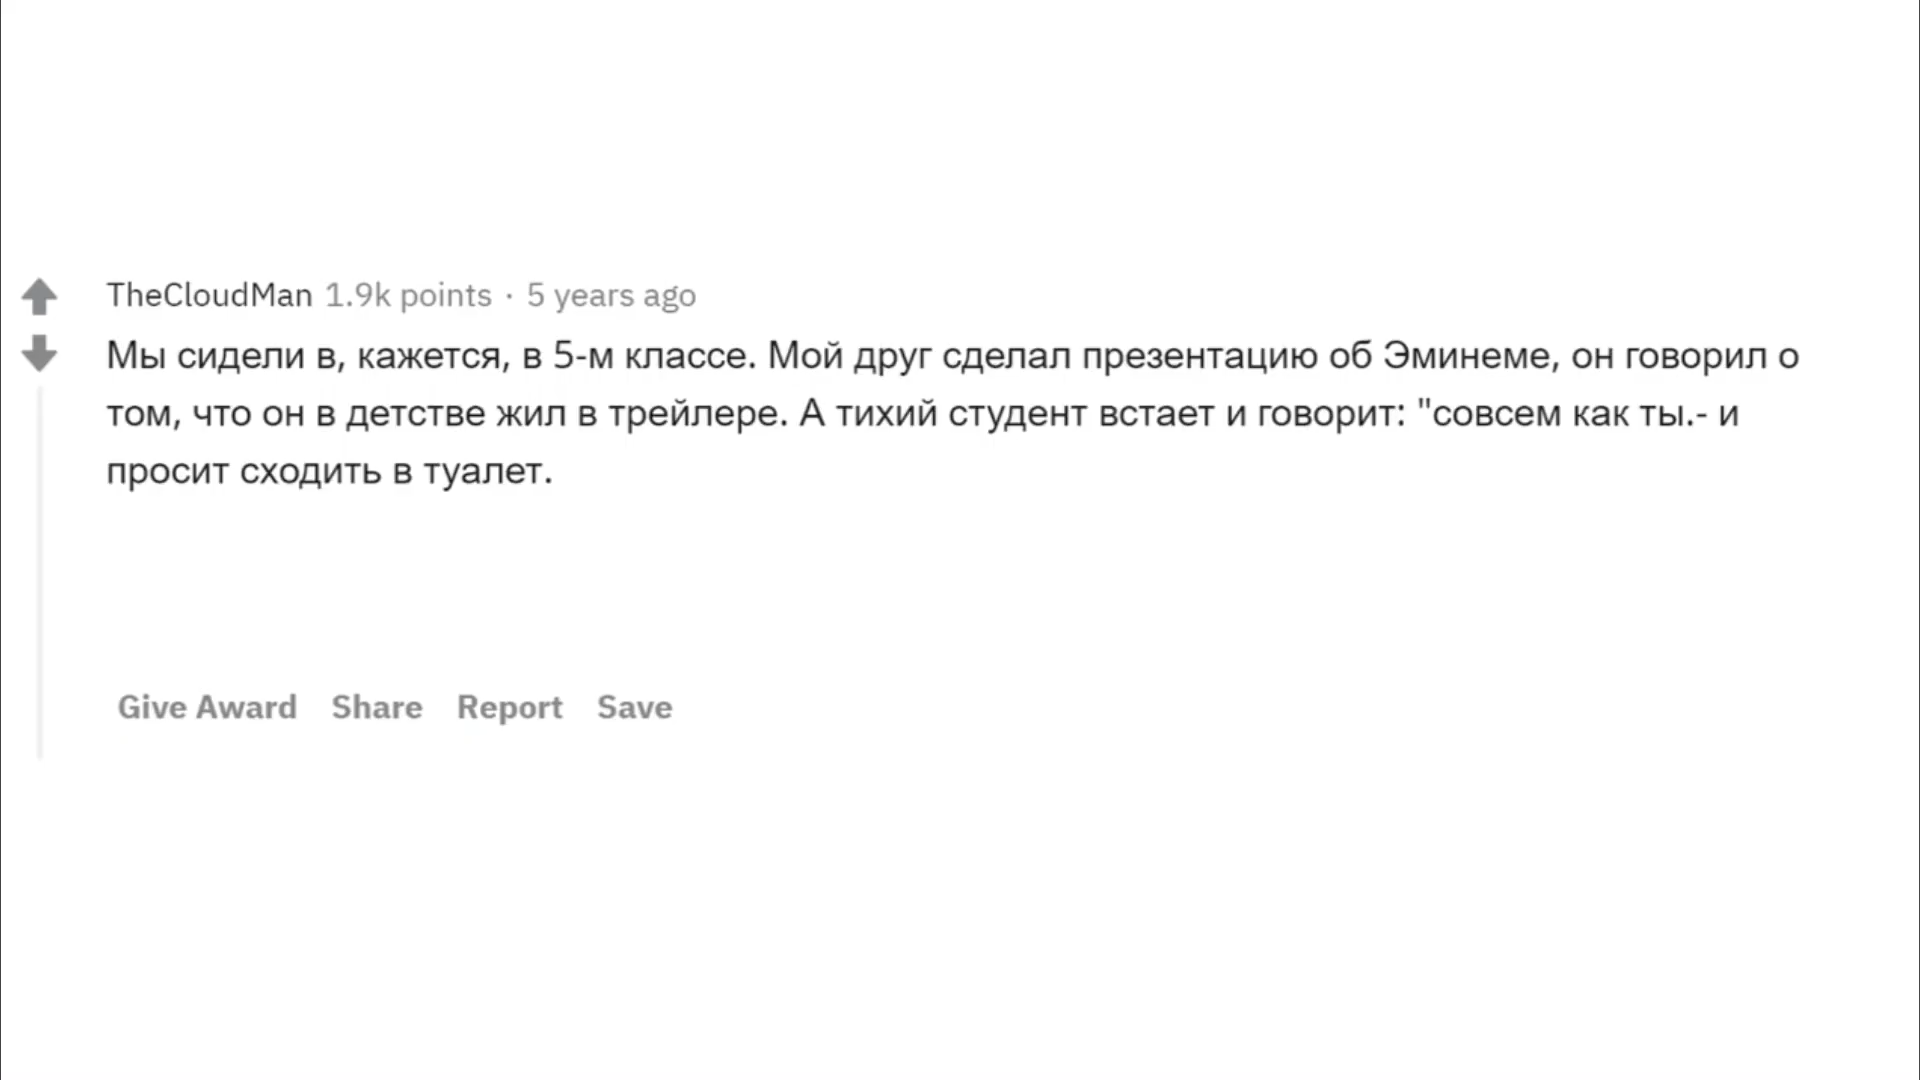 TheCloudMan 1.9k points · 5 years ago
Мы сидели в, кажется, в 5-м классе. Мой друг сделал презентацию об Эминеме, он говорил о
том, что он в детстве жил в трейлере. А тихий студент встает и говорит: "совсем как ты.- и
просит сходить в туалет.
Give Award Share Report Save